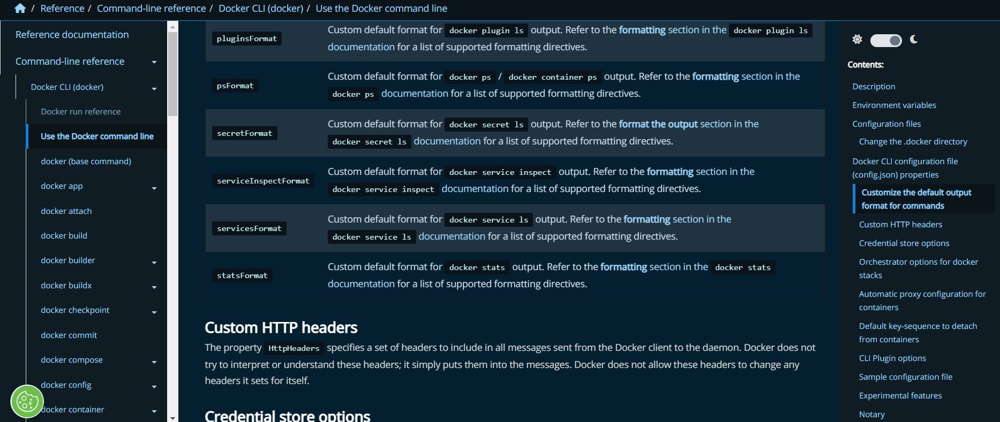 / Reference / Command-line reference / Docker CLI (docker) / Use the Docker command line
Reference documentation
Command-line reference
Docker CLI (docker)
Docker run reference
Use the Docker command line
docker (base command)
docker app
docker attach
docker build
docker builder
docker buildx
docker checkpoint
docker commit
docker compose
docker config
docker container
pluginsFormat
Custom default format for docker plugin ls output. Refer to the formatting section in the docker plugin ls
documentation for a list of supported formatting directives.
psFormat
Custom default format for docker ps / docker container ps output. Refer to the formatting section in the
docker ps documentation for a list of supported formatting directives.
secretFormat
Custom default format for docker secret ls output. Refer to the format the output section in the
docker secret ls documentation for a list of supported formatting directives.
serviceInspectFormat
Custom default format for docker service inspect output. Refer to the formatting section in the
docker service inspect documentation for a list of supported formatting directives.
servicesFormat
Custom default format for docker service ls output. Refer to the formatting section in the
docker service ls documentation for a list of supported formatting directives.
statsFormat
Custom default format for docker stats output. Refer to the formatting section in the docker stats
documentation for a list of supported formatting directives.
Custom HTTP headers
The property HttpHeaders specifies a set of headers to include in all messages sent from the Docker client to the daemon. Docker does not
try to interpret or understand these headers; it simply puts them into the messages. Docker does not allow these headers to change any
headers it sets for itself.
Credential store options
Contents:
Description
Environment variables
Configuration files
Change the .docker directory
Docker CLI configuration file
(config.json) properties
Customize the default output
format for commands
Custom HTTP headers
Credential store options
Orchestrator options for docker
stacks
Automatic proxy configuration for
containers
Default key-sequence to detach
from containers
CLI Plugin options
Sample configuration file
Experimental features
Notary